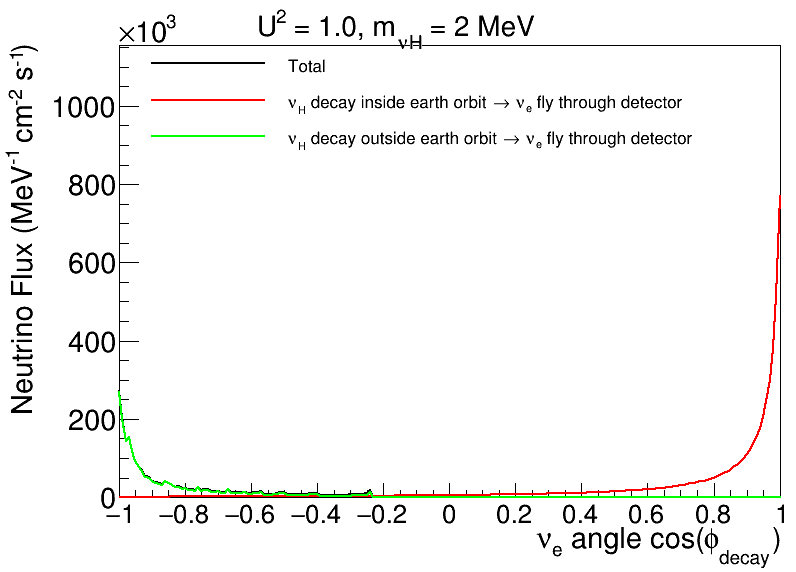 ×10³
U² = 1.0, m_νH = 2 MeV
Total
ν_H decay inside earth orbit → ν_e fly through detector
ν_H decay outside earth orbit → ν_e fly through detector
Neutrino Flux (MeV⁻¹ cm⁻² s⁻¹)
1000
800
600
400
200
0
−1 −0.8 −0.6 −0.4 −0.2 0 0.2 0.4 0.6 0.8 1
ν_e angle cos(ϕ_decay)